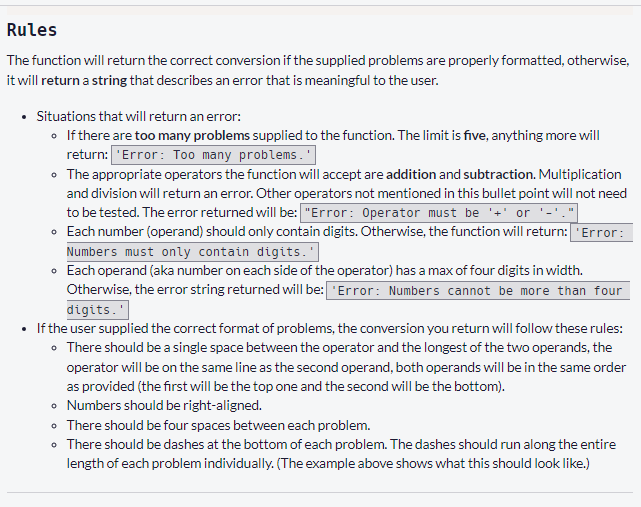 Rules
The function will return the correct conversion if the supplied problems are properly formatted, otherwise,
it will return a string that describes an error that is meaningful to the user.
• Situations that will return an error:
◦ If there are too many problems supplied to the function. The limit is five, anything more will
return: 'Error: Too many problems.'
◦ The appropriate operators the function will accept are addition and subtraction. Multiplication
and division will return an error. Other operators not mentioned in this bullet point will not need
to be tested. The error returned will be: "Error: Operator must be '+' or '-'."
◦ Each number (operand) should only contain digits. Otherwise, the function will return: 'Error:
Numbers must only contain digits.'
◦ Each operand (aka number on each side of the operator) has a max of four digits in width.
Otherwise, the error string returned will be: 'Error: Numbers cannot be more than four
digits.'
• If the user supplied the correct format of problems, the conversion you return will follow these rules:
◦ There should be a single space between the operator and the longest of the two operands, the
operator will be on the same line as the second operand, both operands will be in the same order
as provided (the first will be the top one and the second will be the bottom).
◦ Numbers should be right-aligned.
◦ There should be four spaces between each problem.
◦ There should be dashes at the bottom of each problem. The dashes should run along the entire
length of each problem individually. (The example above shows what this should look like.)